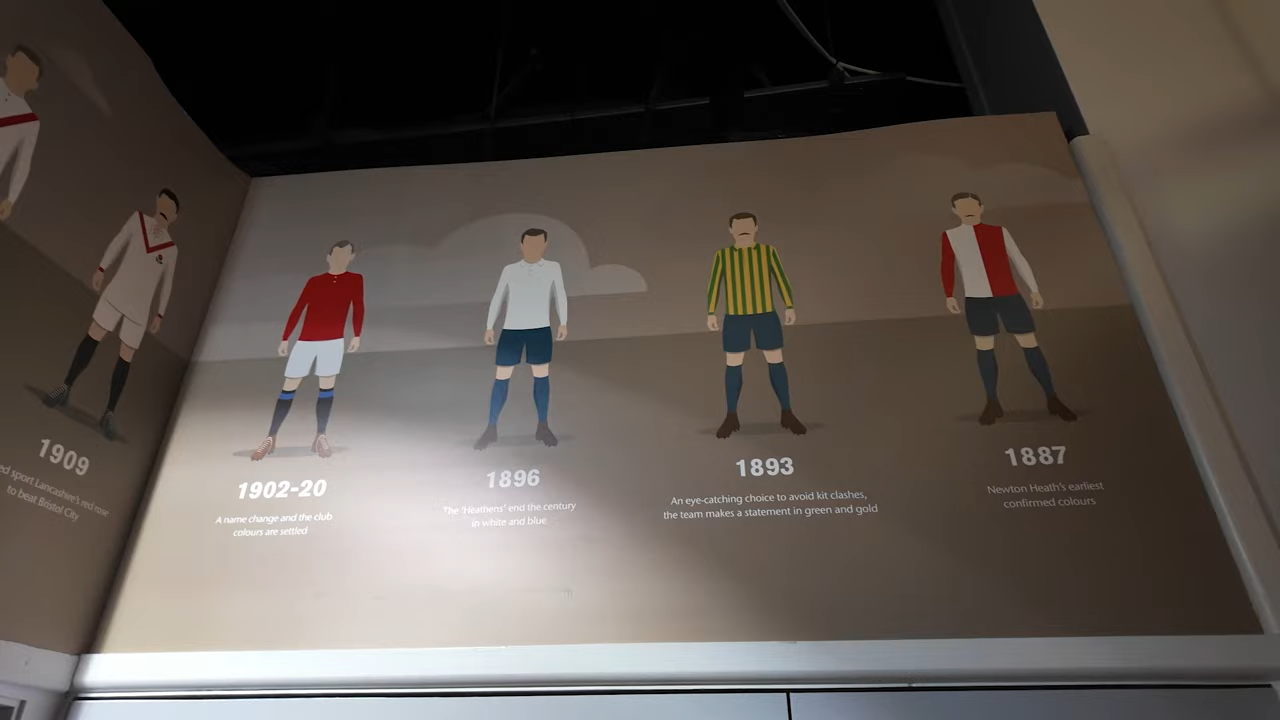 1909
ed sport Lancashire's red rose
to beat Bristol City
1902-20
A name change and the club
colours are settled
1896
The 'Heathens' end the century
in white and blue
1893
An eye-catching choice to avoid kit clashes,
the team makes a statement in green and gold
1887
Newton Heath's earliest
confirmed colours